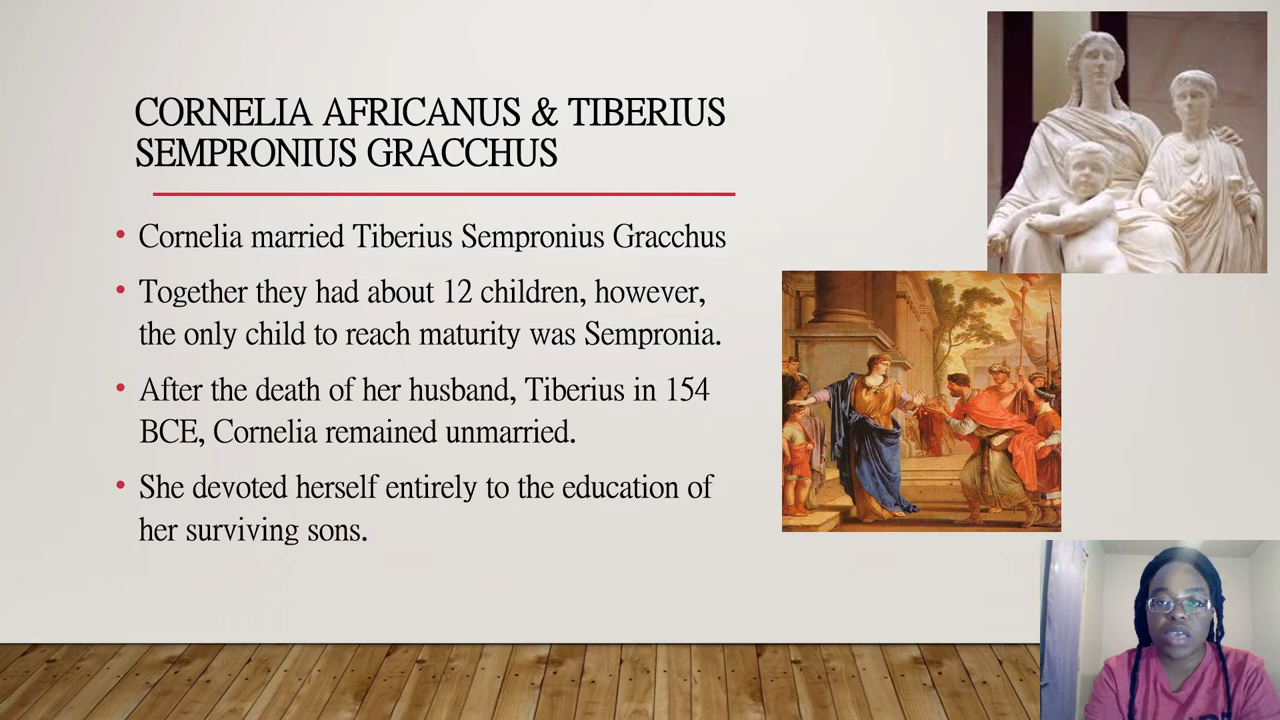 CORNELIA AFRICANUS & TIBERIUS
SEMPRONIUS GRACCHUS
• Cornelia married Tiberius Sempronius Gracchus
• Together they had about 12 children, however,
the only child to reach maturity was Sempronia.
• After the death of her husband, Tiberius in 154
BCE, Cornelia remained unmarried.
• She devoted herself entirely to the education of
her surviving sons.